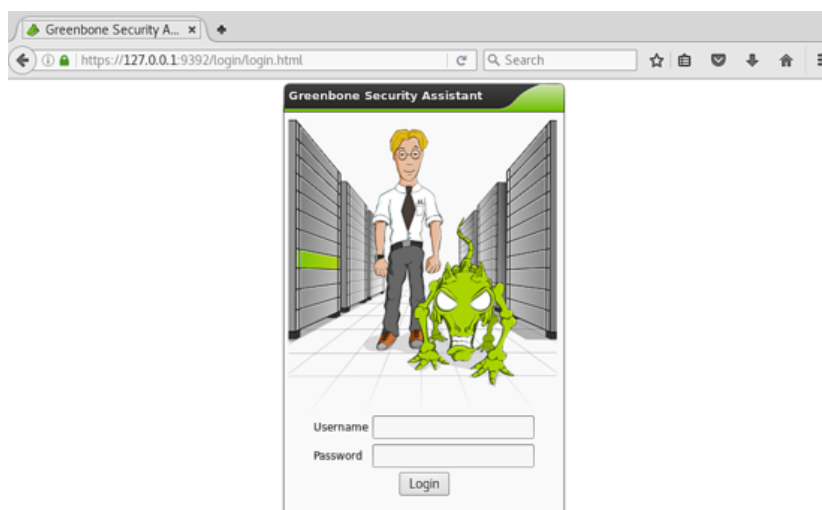 Greenbone Security A...
https://127.0.0.1:9392/login/login.html
Search
Greenbone Security Assistant
Username
Password
Login